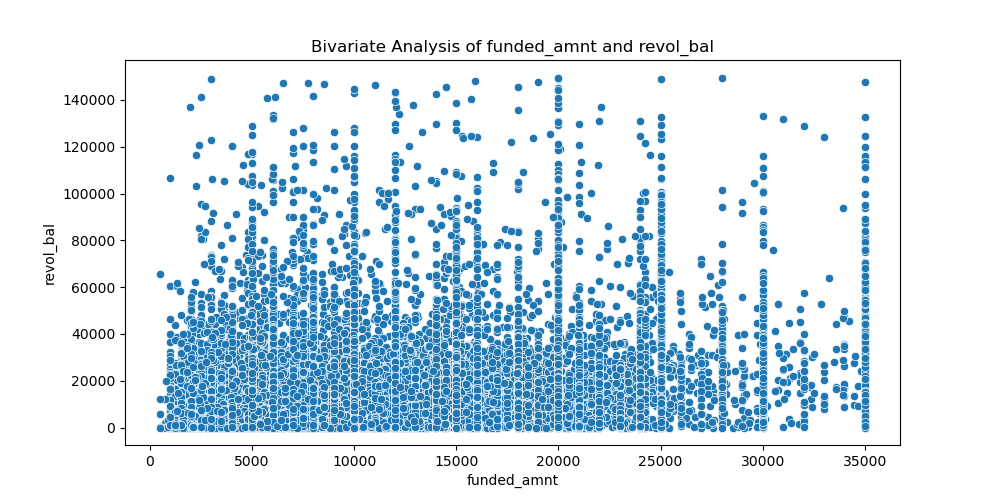 Bivariate Analysis of funded_amnt and revol_bal
revol_bal
140000
120000
100000
80000
60000
40000
20000
0
0 5000 10000 15000 20000 25000 30000 35000
funded_amnt